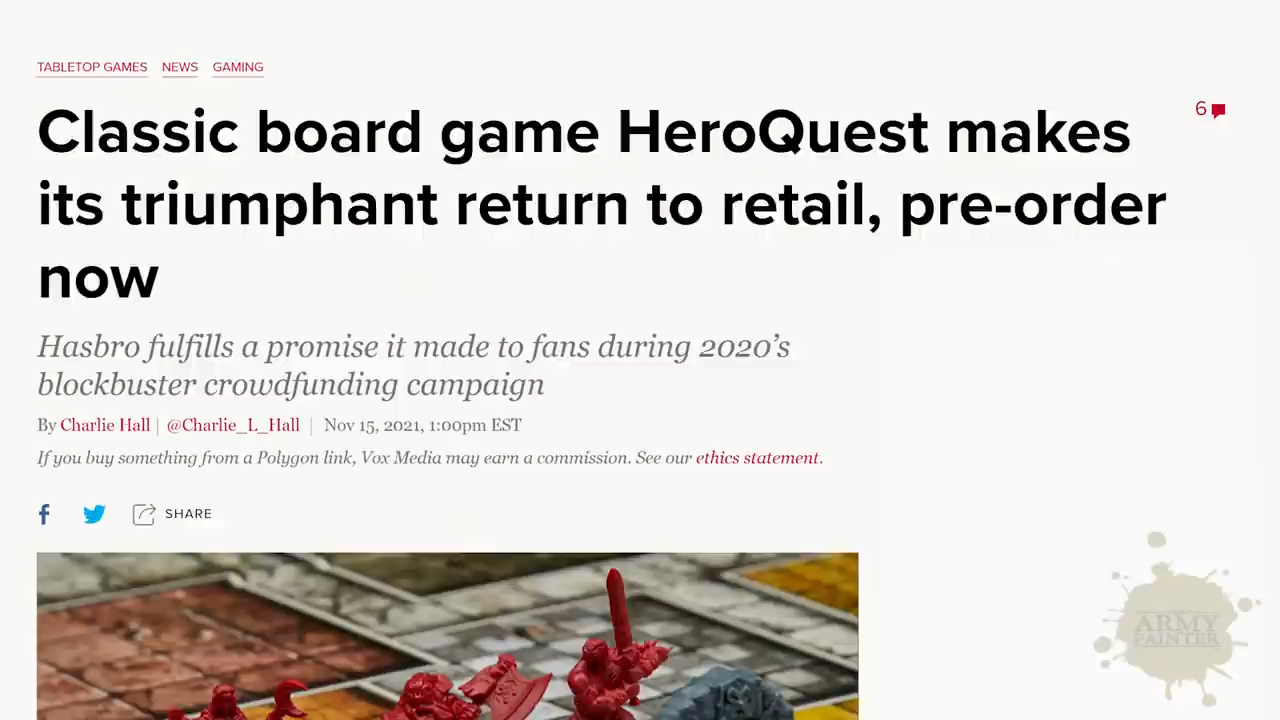 TABLETOP GAMES NEWS GAMING
Classic board game HeroQuest makes
6
its triumphant return to retail, pre-order
now
Hasbro fulfills a promise it made to fans during 2020's
blockbuster crowdfunding campaign
By Charlie Hall | @Charlie_L_Hall | Nov 15, 2021, 1:00pm EST
If you buy something from a Polygon link, Vox Media may earn a commission. See our ethics statement.
SHARE
ARMY
PAINTER